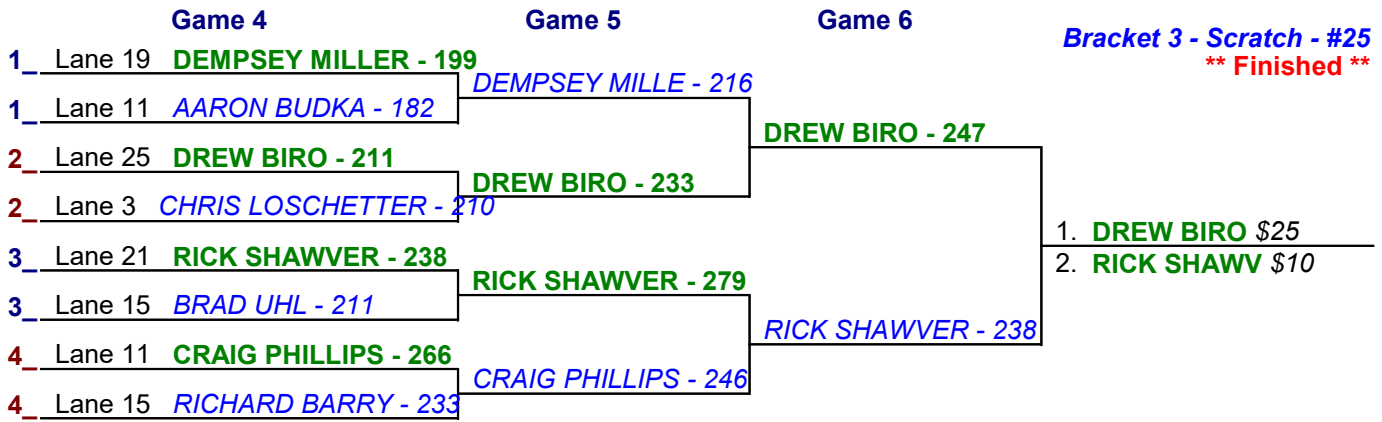 Game 4 Game 5 Game 6
Bracket 3 - Scratch - #25
** Finished **
1_ Lane 19 DEMPSEY MILLER - 199
DEMPSEY MILLE - 216
1_ Lane 11 AARON BUDKA - 182
DREW BIRO - 247
2_ Lane 25 DREW BIRO - 211
DREW BIRO - 233
2_ Lane 3 CHRIS LOSCHETTER - 210
1. DREW BIRO $25
3_ Lane 21 RICK SHAWVER - 238
2. RICK SHAWV $10
RICK SHAWVER - 279
3_ Lane 15 BRAD UHL - 211
RICK SHAWVER - 238
4_ Lane 11 CRAIG PHILLIPS - 266
CRAIG PHILLIPS - 246
4_ Lane 15 RICHARD BARRY - 233